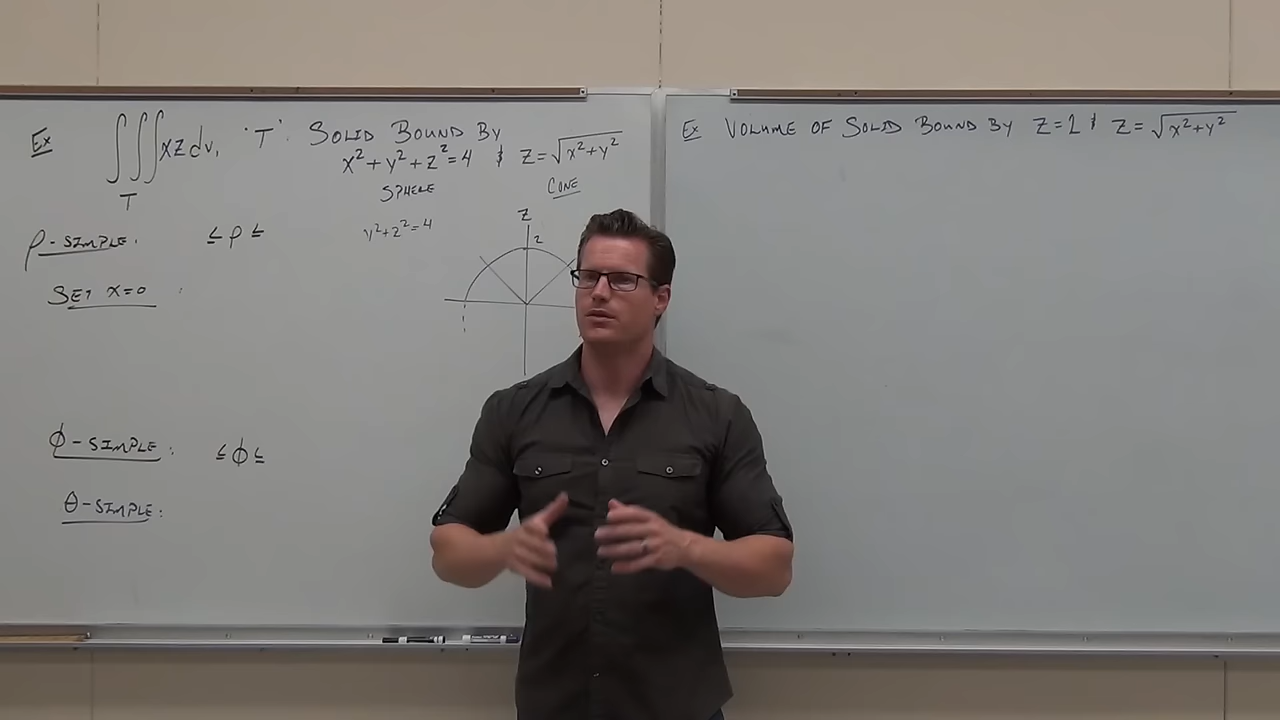 Ex ∭ xz dv, "T": SOLID BOUND BY
T
x²+y²+z²=4 & z=√x²+y²
SPHERE CONE
y²+z²=4
z
2
ρ-SIMPLE: ≤ρ≤
SET x=0
ϕ-SIMPLE: ≤ϕ≤
θ-SIMPLE:
Ex VOLUME OF SOLID BOUND BY z=1 & z=√x²+y²